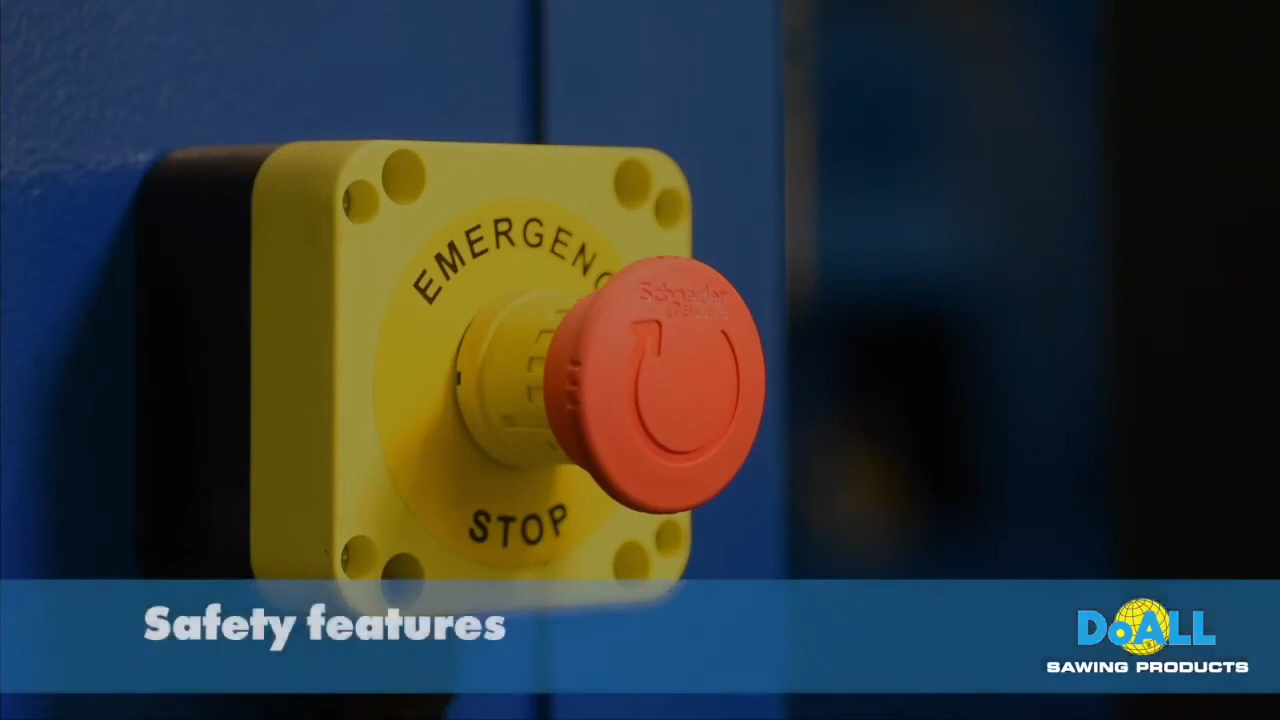 EMERGENC
Schneider
STOP
Safety features
DoALL
SAWING PRODUCTS